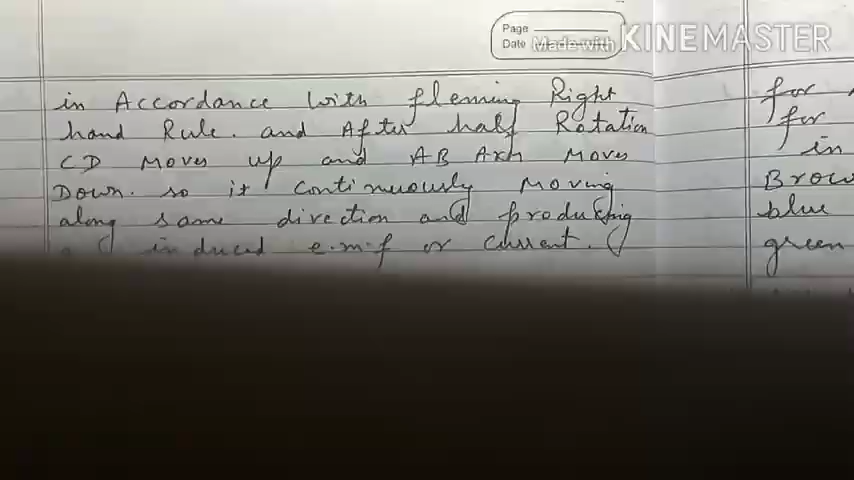 Page
Date
Made with KINEMASTER
in Accordance with fleming Right
hand Rule. and After half Rotation
CD Moves up and AB Arm Moves
Down. so it continuously Moving
along same direction and produ
induced e.m.f or current.
for
for
in
Brow
blue
green